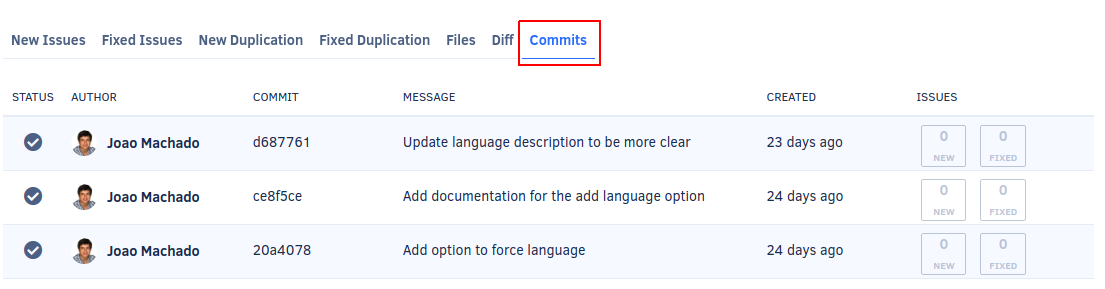 New Issues Fixed Issues New Duplication Fixed Duplication Files Diff Commits
STATUS AUTHOR COMMIT MESSAGE CREATED ISSUES
Joao Machado d687761 Update language description to be more clear 23 days ago 0 NEW 0 FIXED
Joao Machado ce8f5ce Add documentation for the add language option 24 days ago 0 NEW 0 FIXED
Joao Machado 20a4078 Add option to force language 24 days ago 0 NEW 0 FIXED